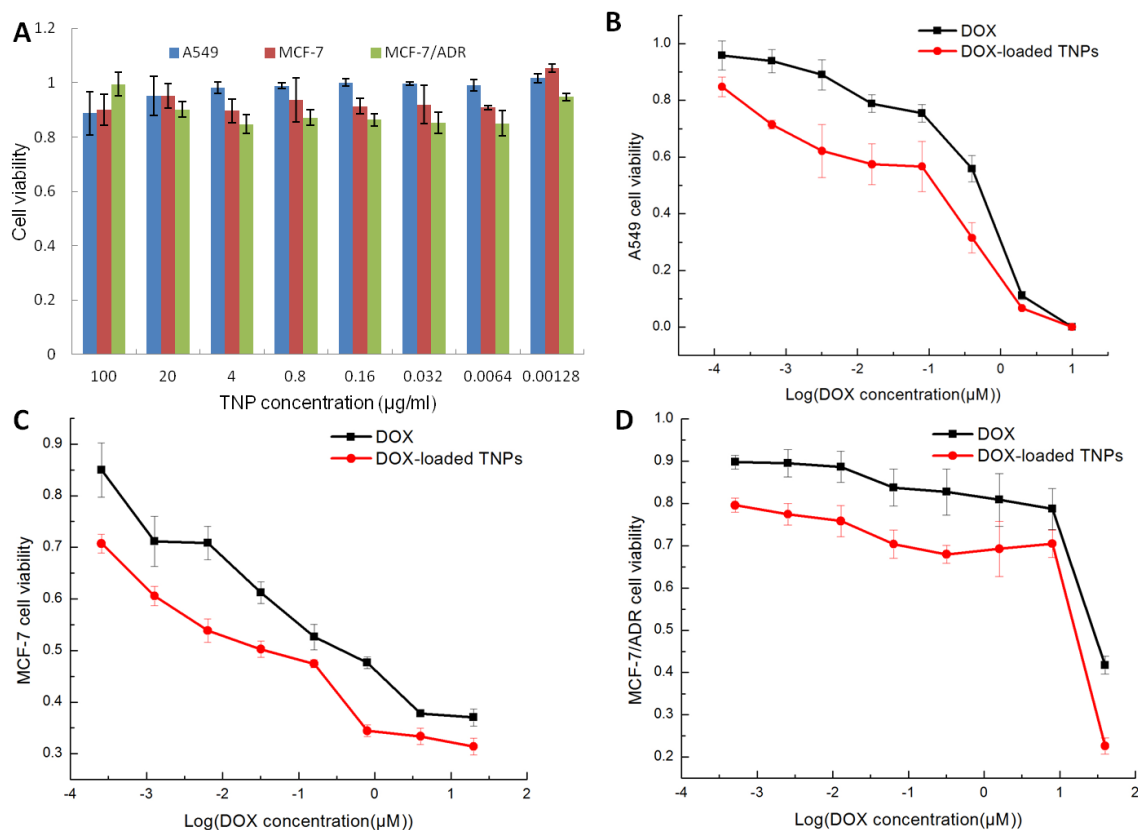 A
A549 MCF-7 MCF-7/ADR
Cell viability
1.2
1
0.8
0.6
0.4
0.2
0
100 20 4 0.8 0.16 0.032 0.0064 0.00128
TNP concentration (µg/ml)
B
DOX
DOX-loaded TNPs
A549 cell viability
1.0
0.8
0.6
0.4
0.2
0.0
-4 -3 -2 -1 0 1 2
Log(DOX concentration(µM))
C
DOX
DOX-loaded TNPs
MCF-7 cell viability
0.9
0.8
0.7
0.6
0.5
0.4
0.3
-4 -3 -2 -1 0 1 2
Log(DOX concentration(µM))
D
DOX
DOX-loaded TNPs
MCF-7/ADR cell viability
1.0
0.9
0.8
0.7
0.6
0.5
0.4
0.3
0.2
-4 -3 -2 -1 0 1 2
Log(DOX concentration(µM))